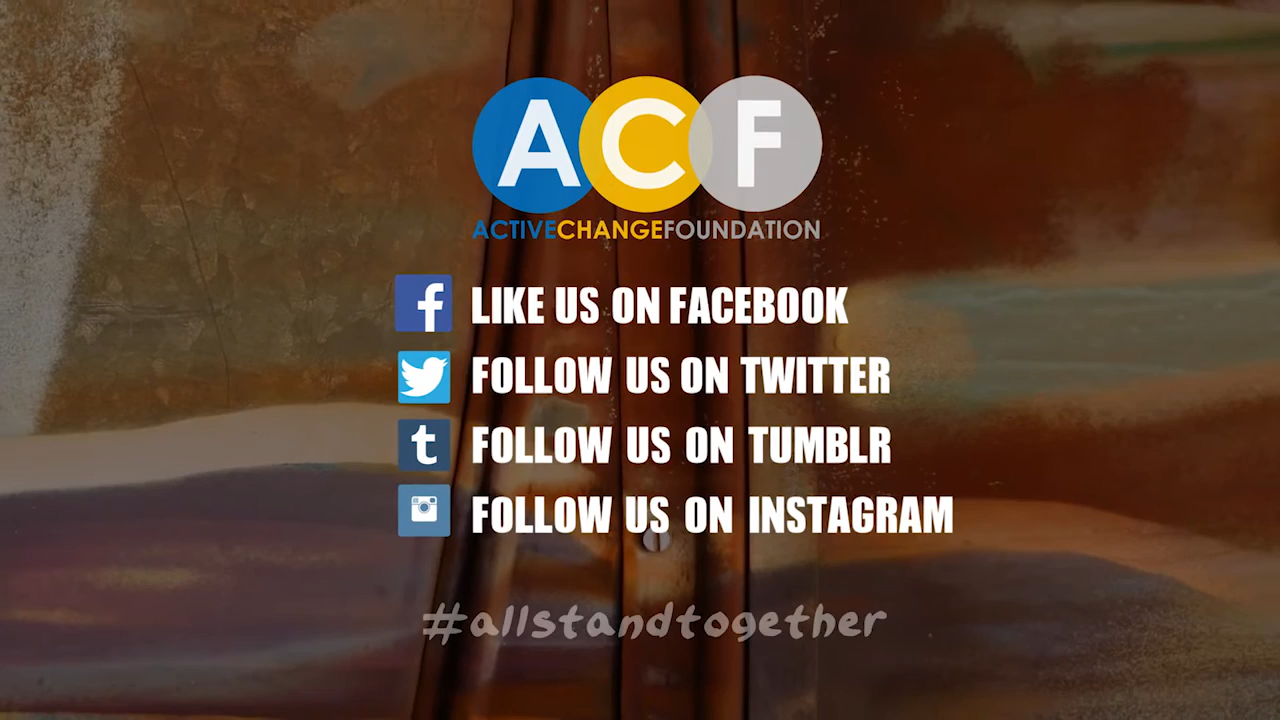 ACF
ACTIVECHANGEFOUNDATION
f LIKE US ON FACEBOOK
FOLLOW US ON TWITTER
t FOLLOW US ON TUMBLR
FOLLOW US ON INSTAGRAM
#allstandtogether